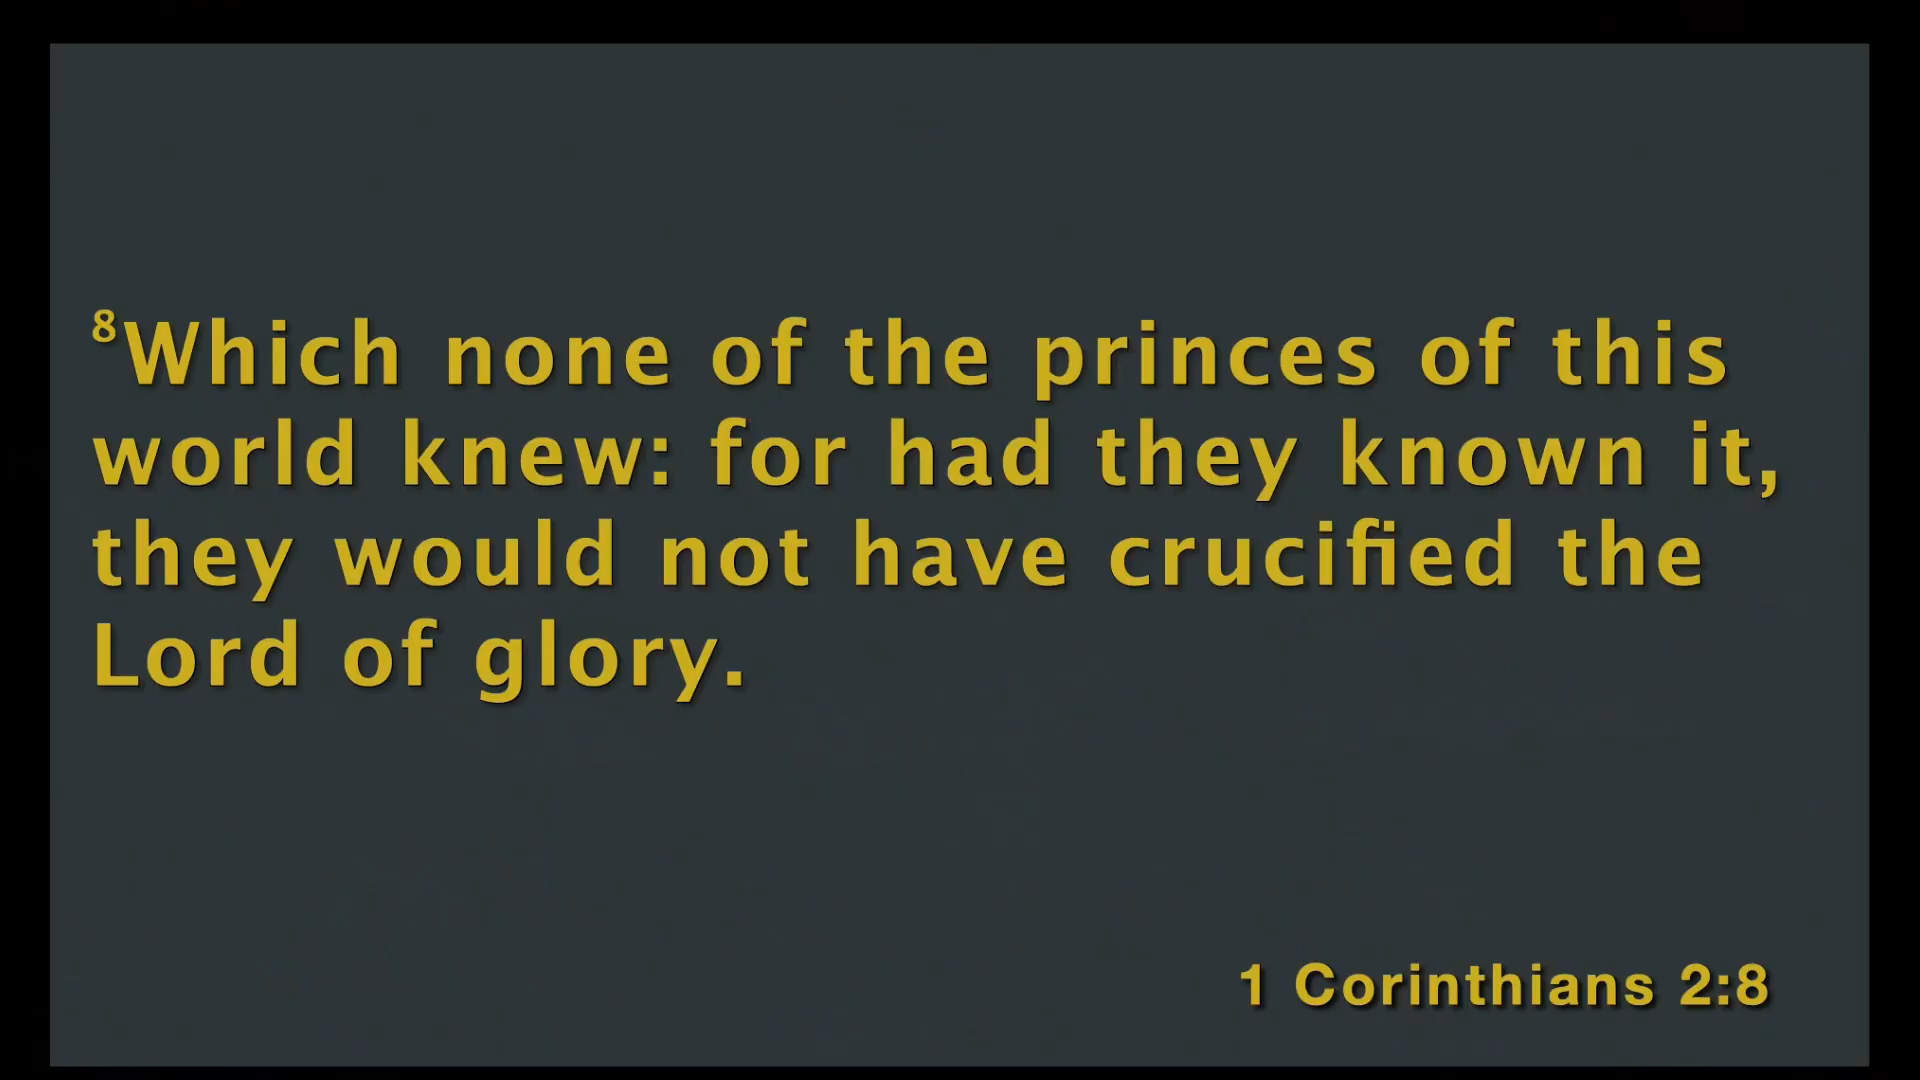 ⁸Which none of the princes of this
world knew: for had they known it,
they would not have crucified the
Lord of glory.
1 Corinthians 2:8